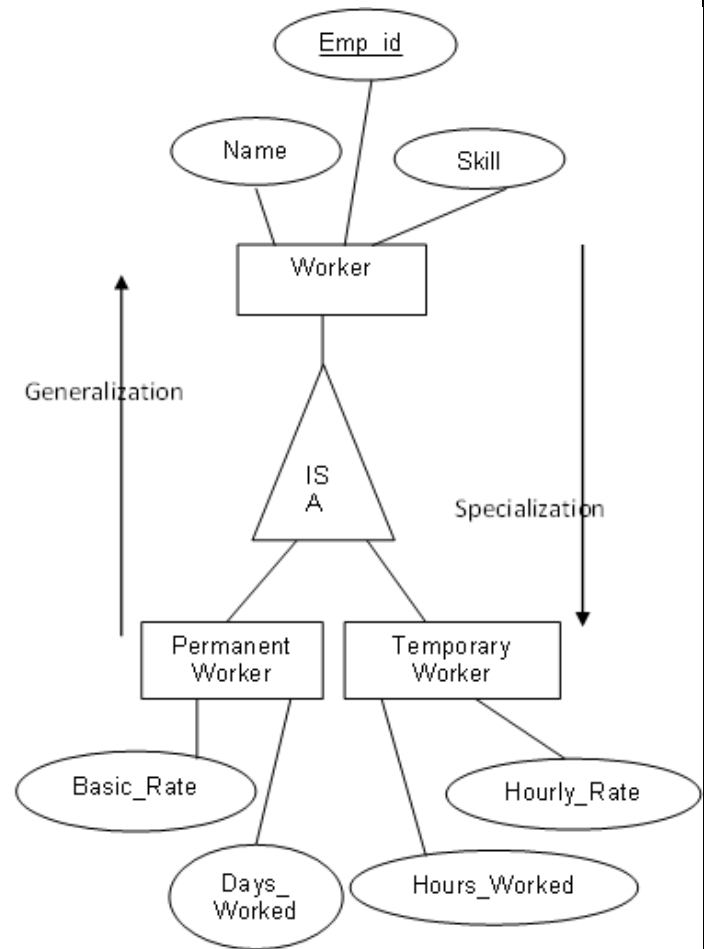 Emp_id
Name
Skill
Worker
Generalization
IS
A
Specialization
Permanent
Worker
Temporary
Worker
Basic_Rate
Hourly_Rate
Days_
Worked
Hours_Worked